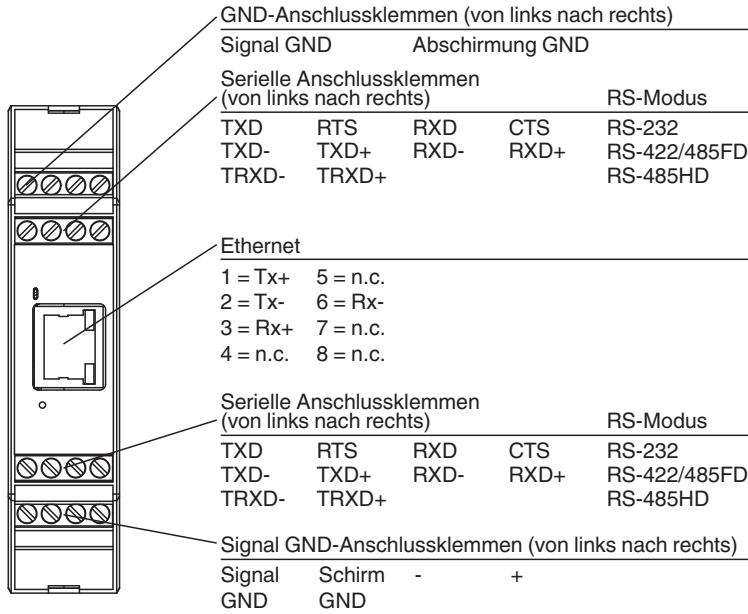 GND-Anschlussklemmen (von links nach rechts)
Signal GND Abschirmung GND
Serielle Anschlussklemmen
(von links nach rechts) RS-Modus
TXD RTS RXD CTS RS-232
TXD- TXD+ RXD- RXD+ RS-422/485FD
TRXD- TRXD+ RS-485HD
Ethernet
1 = Tx+ 5 = n.c.
2 = Tx- 6 = Rx-
3 = Rx+ 7 = n.c.
4 = n.c. 8 = n.c.
Serielle Anschlussklemmen
(von links nach rechts) RS-Modus
TXD RTS RXD CTS RS-232
TXD- TXD+ RXD- RXD+ RS-422/485FD
TRXD- TRXD+ RS-485HD
Signal GND-Anschlussklemmen (von links nach rechts)
Signal Schirm - +
GND GND